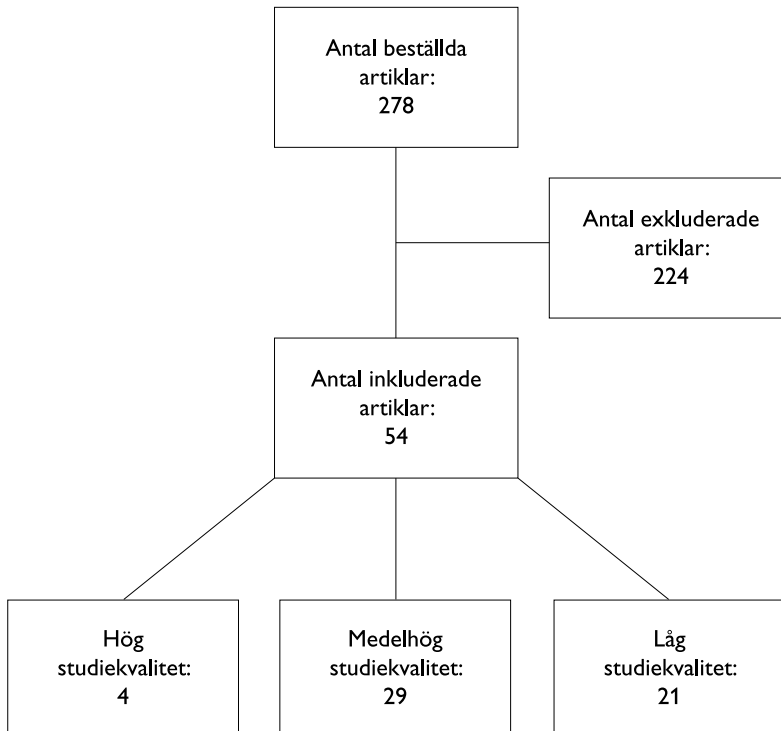 Antal beställda
artiklar:
278
Antal exkluderade
artiklar:
224
Antal inkluderade
artiklar:
54
Hög
studiekvalitet:
4
Medelhög
studiekvalitet:
29
Låg
studiekvalitet:
21